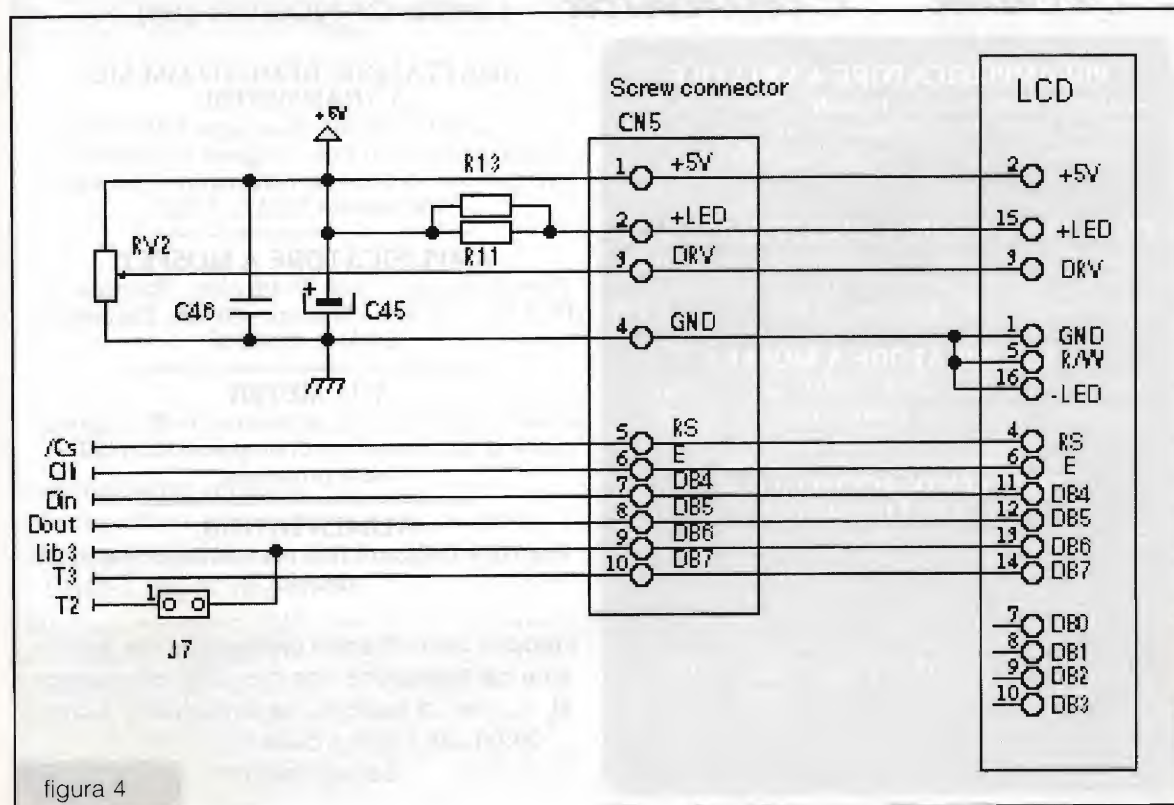 Screw connector
CN5
LCD
+5V
R13
R11
RV2
C46
+
C45
1 +5V
2 +LED
3 DRV
4 GND
5 RS
6 E
7 DB4
8 DB5
9 DB6
10 DB7
2 +5V
15 +LED
3 DRV
1 GND
5 R/W
16 -LED
4 RS
6 E
11 DB4
12 DB5
13 DB6
14 DB7
7 DB0
8 DB1
9 DB2
10 DB3
/Cs
Din
Dout
Lib3
T3
T2
1
J7
figura 4